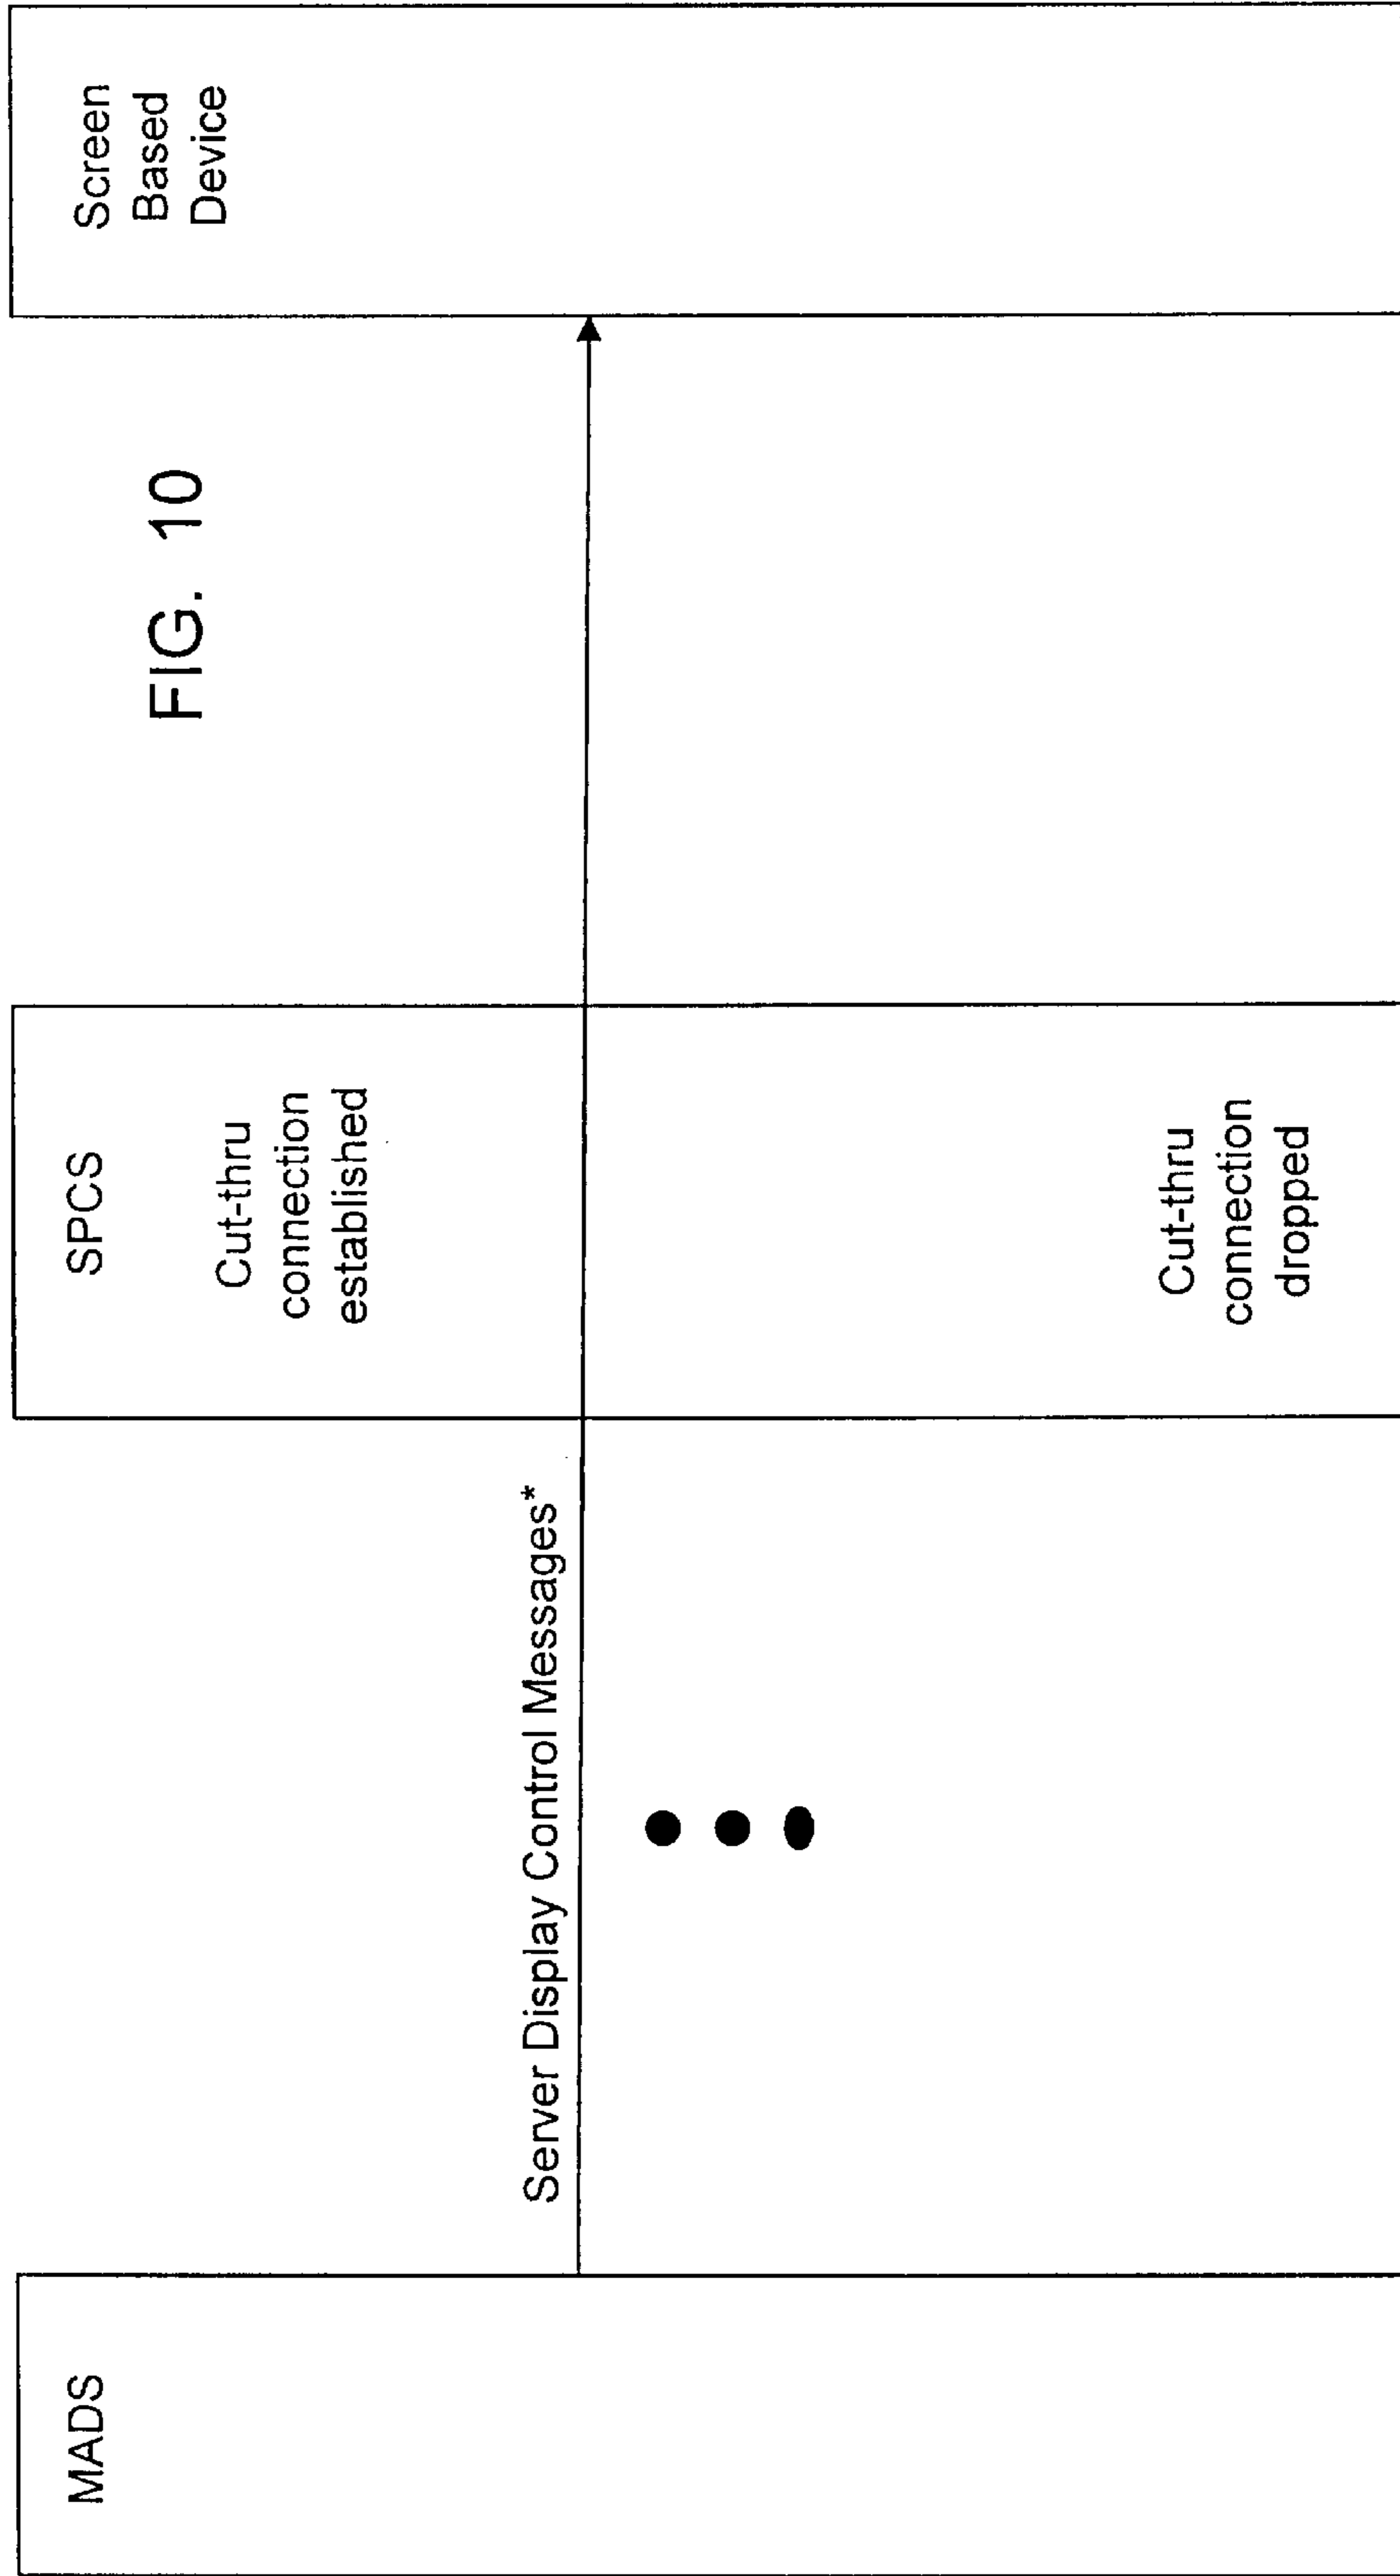 FIG. 10
MADS
SPCS
Screen
Based
Device
Cut-thru
connection
established
Server Display Control Messages*
Cut-thru
connection
dropped